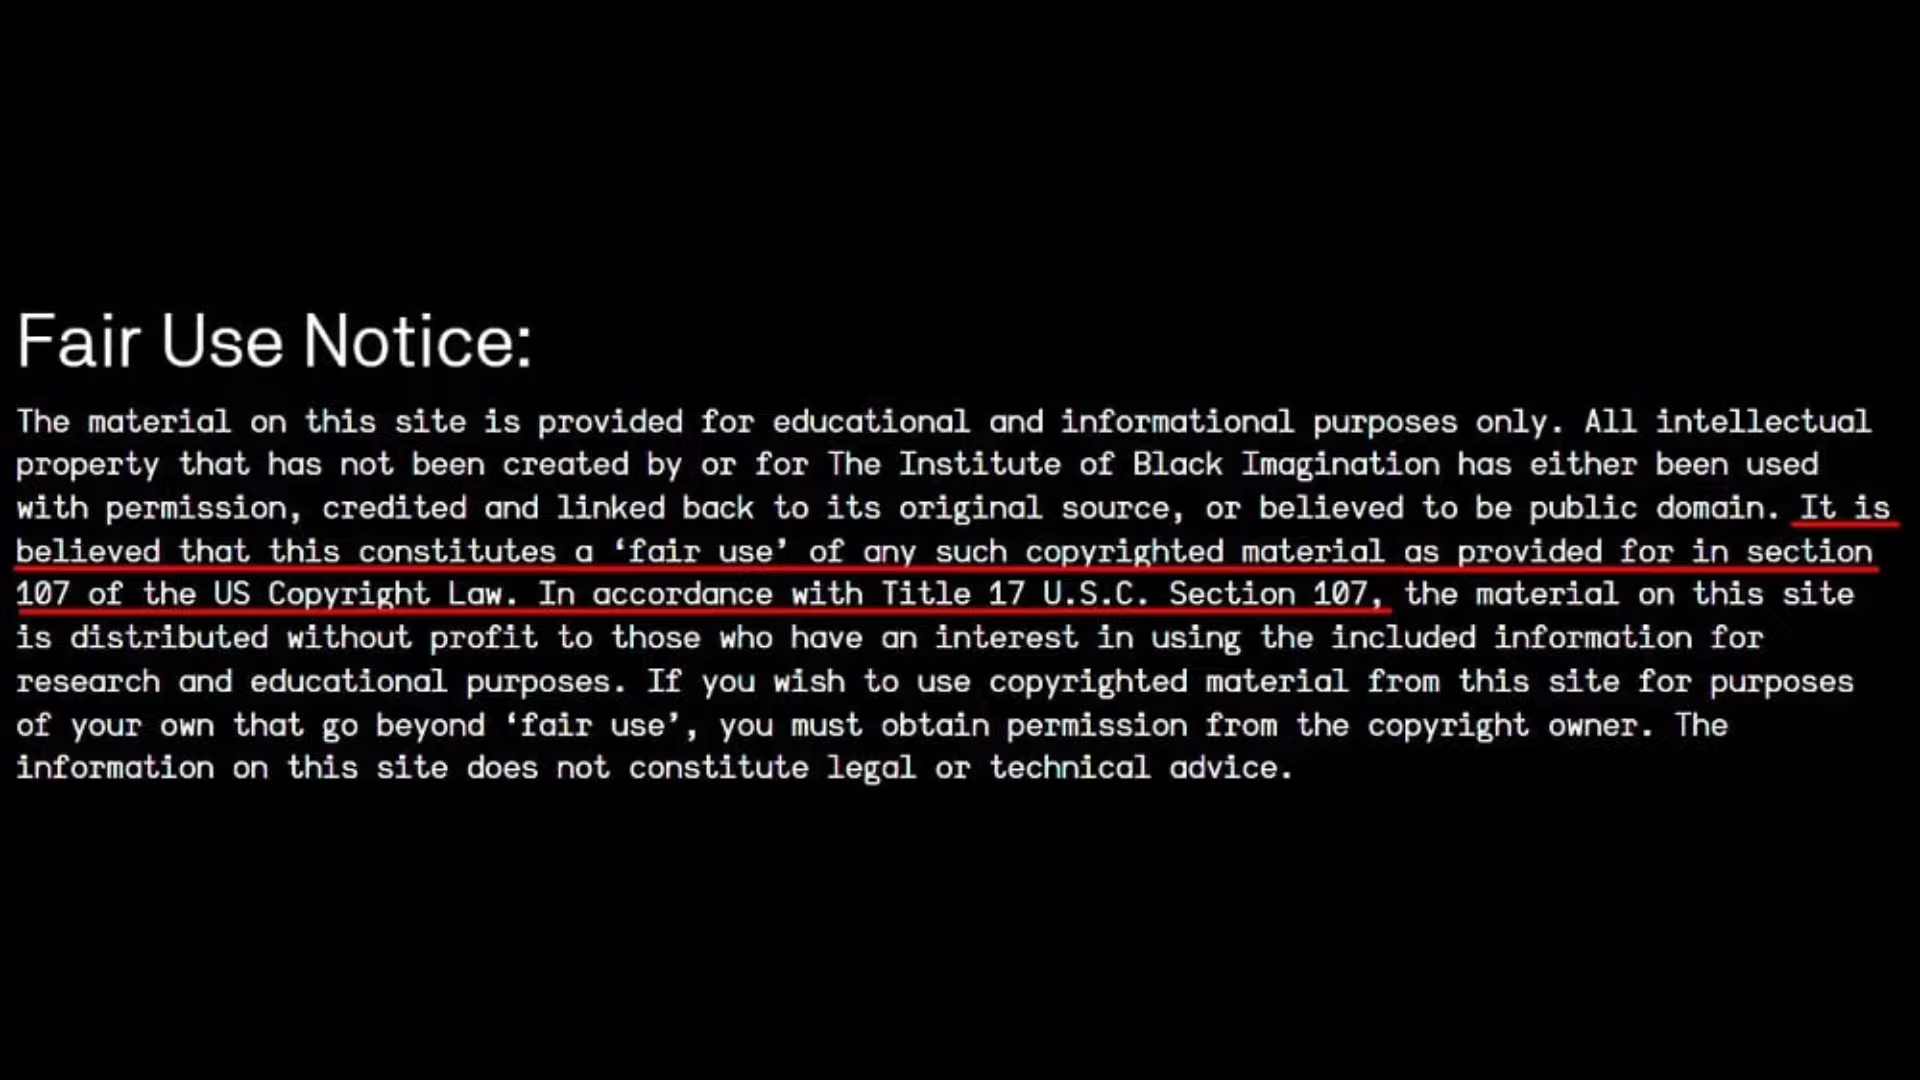 Fair Use Notice:
The material on this site is provided for educational and informational purposes only. All intellectual
property that has not been created by or for The Institute of Black Imagination has either been used
with permission, credited and linked back to its original source, or believed to be public domain. It is
believed that this constitutes a ‘fair use’ of any such copyrighted material as provided for in section
107 of the US Copyright Law. In accordance with Title 17 U.S.C. Section 107, the material on this site
is distributed without profit to those who have an interest in using the included information for
research and educational purposes. If you wish to use copyrighted material from this site for purposes
of your own that go beyond ‘fair use’, you must obtain permission from the copyright owner. The
information on this site does not constitute legal or technical advice.